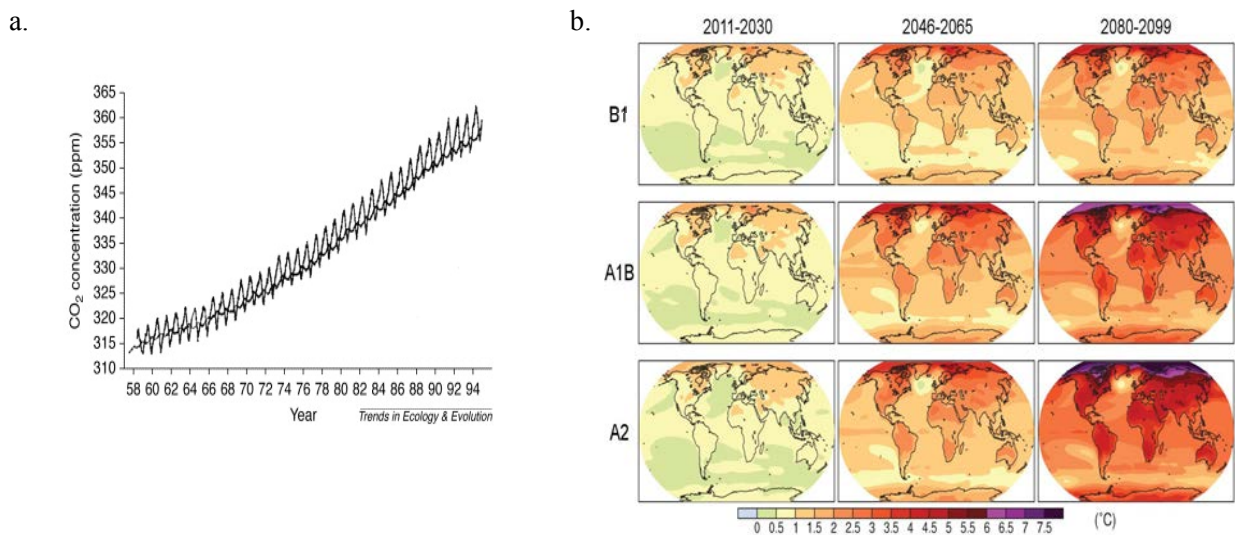 a.
365
360
355
350
345
340
335
330
325
320
315
310
CO₂ concentration (ppm)
58 60 62 64 66 68 70 72 74 76 78 80 82 84 86 88 90 92 94
Year
Trends in Ecology & Evolution
b.
2011-2030 2046-2065 2080-2099
B1
A1B
A2
0 0.5 1 1.5 2 2.5 3 3.5 4 4.5 5 5.5 6 6.5 7 7.5 (°C)